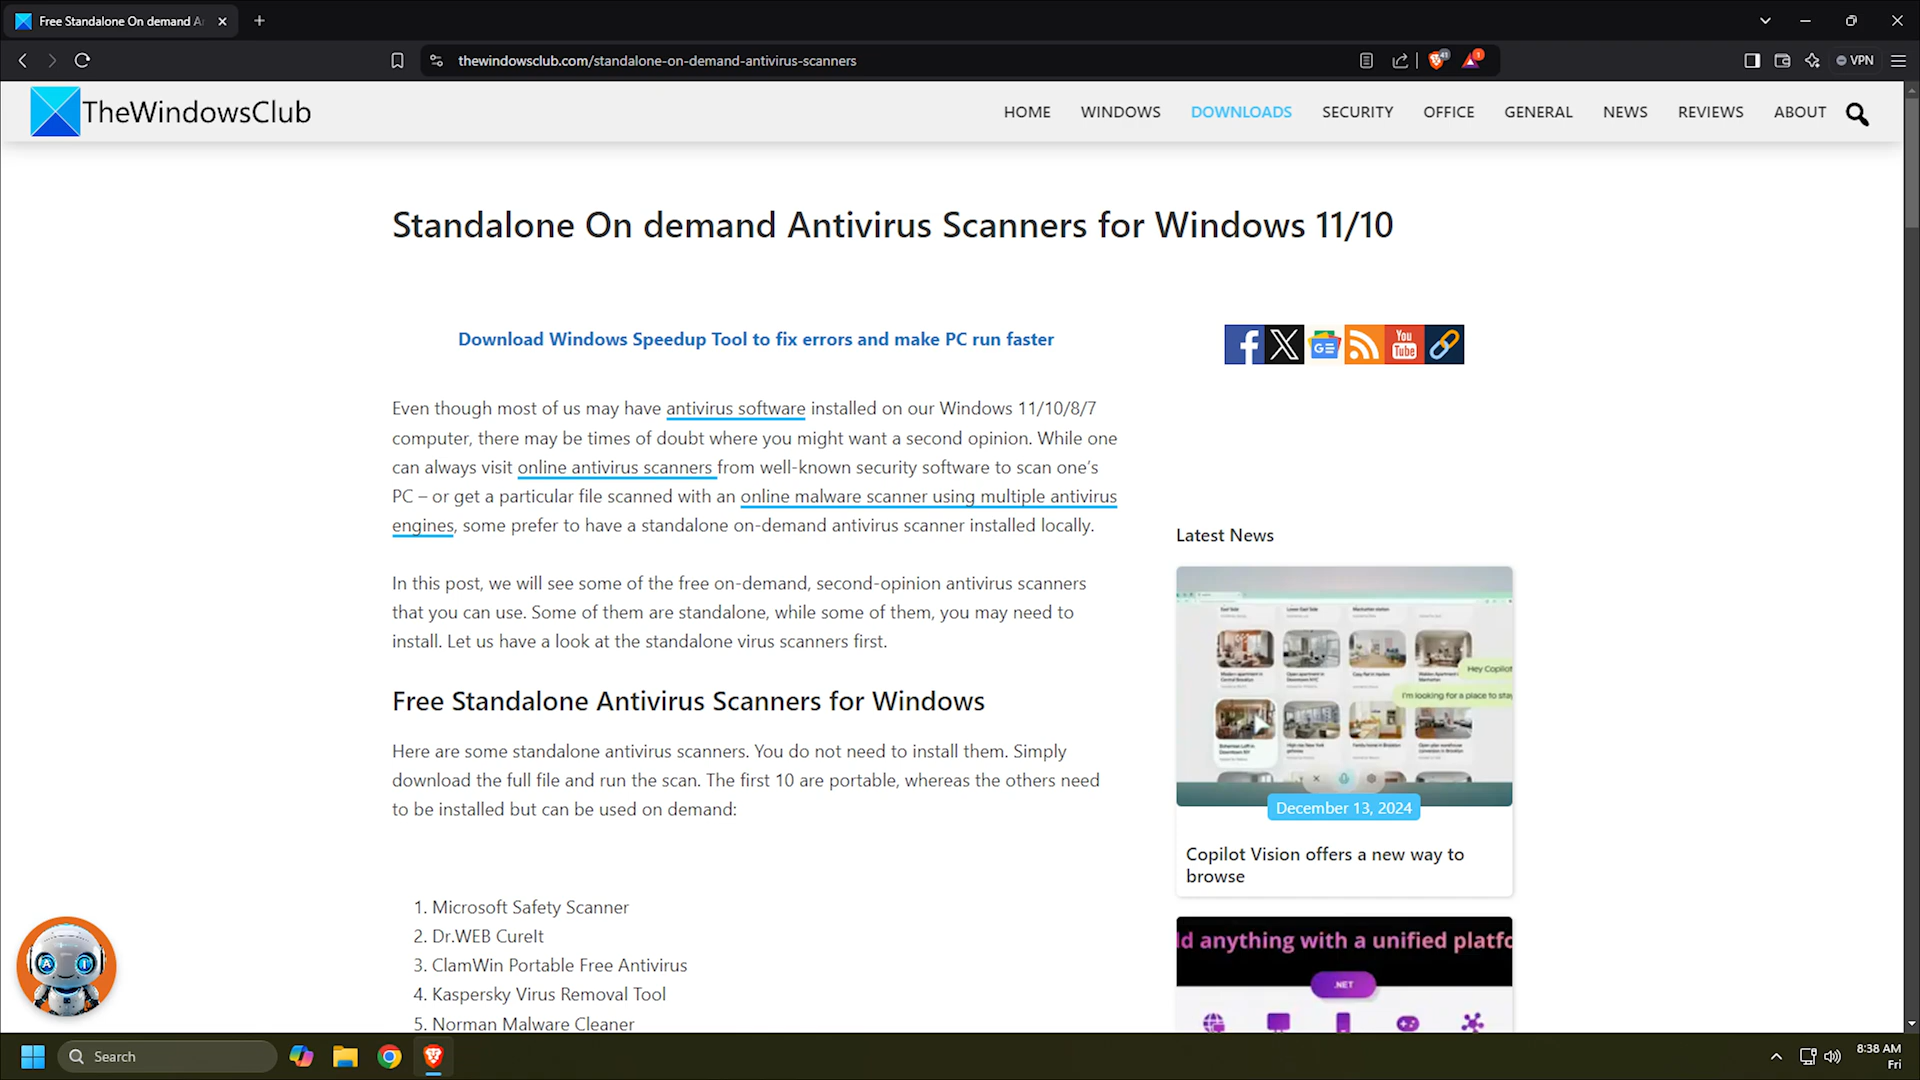 Free Standalone On demand A
thewindowsclub.com/standalone-on-demand-antivirus-scanners
41
1
VPN
TheWindowsClub
HOME WINDOWS DOWNLOADS SECURITY OFFICE GENERAL NEWS REVIEWS ABOUT
Standalone On demand Antivirus Scanners for Windows 11/10
Download Windows Speedup Tool to fix errors and make PC run faster
GE
You
Tube
Even though most of us may have antivirus software installed on our Windows 11/10/8/7
computer, there may be times of doubt where you might want a second opinion. While one
can always visit online antivirus scanners from well-known security software to scan one’s
PC – or get a particular file scanned with an online malware scanner using multiple antivirus
engines, some prefer to have a standalone on-demand antivirus scanner installed locally.
In this post, we will see some of the free on-demand, second-opinion antivirus scanners
that you can use. Some of them are standalone, while some of them, you may need to
install. Let us have a look at the standalone virus scanners first.
Free Standalone Antivirus Scanners for Windows
Here are some standalone antivirus scanners. You do not need to install them. Simply
download the full file and run the scan. The first 10 are portable, whereas the others need
to be installed but can be used on demand:
1. Microsoft Safety Scanner
2. Dr.WEB CureIt
3. ClamWin Portable Free Antivirus
4. Kaspersky Virus Removal Tool
5. Norman Malware Cleaner
Latest News
Hey Copilot
I'm looking for a place to stay
December 13, 2024
Copilot Vision offers a new way to
browse
ld anything with a unified platfo
.NET
A I
Search
8:38 AM
Fri